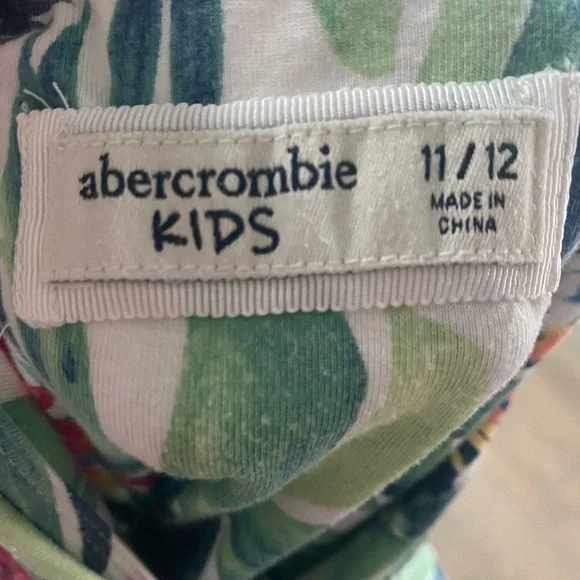 abercrombie
KIDS
11/12
MADE IN
CHINA